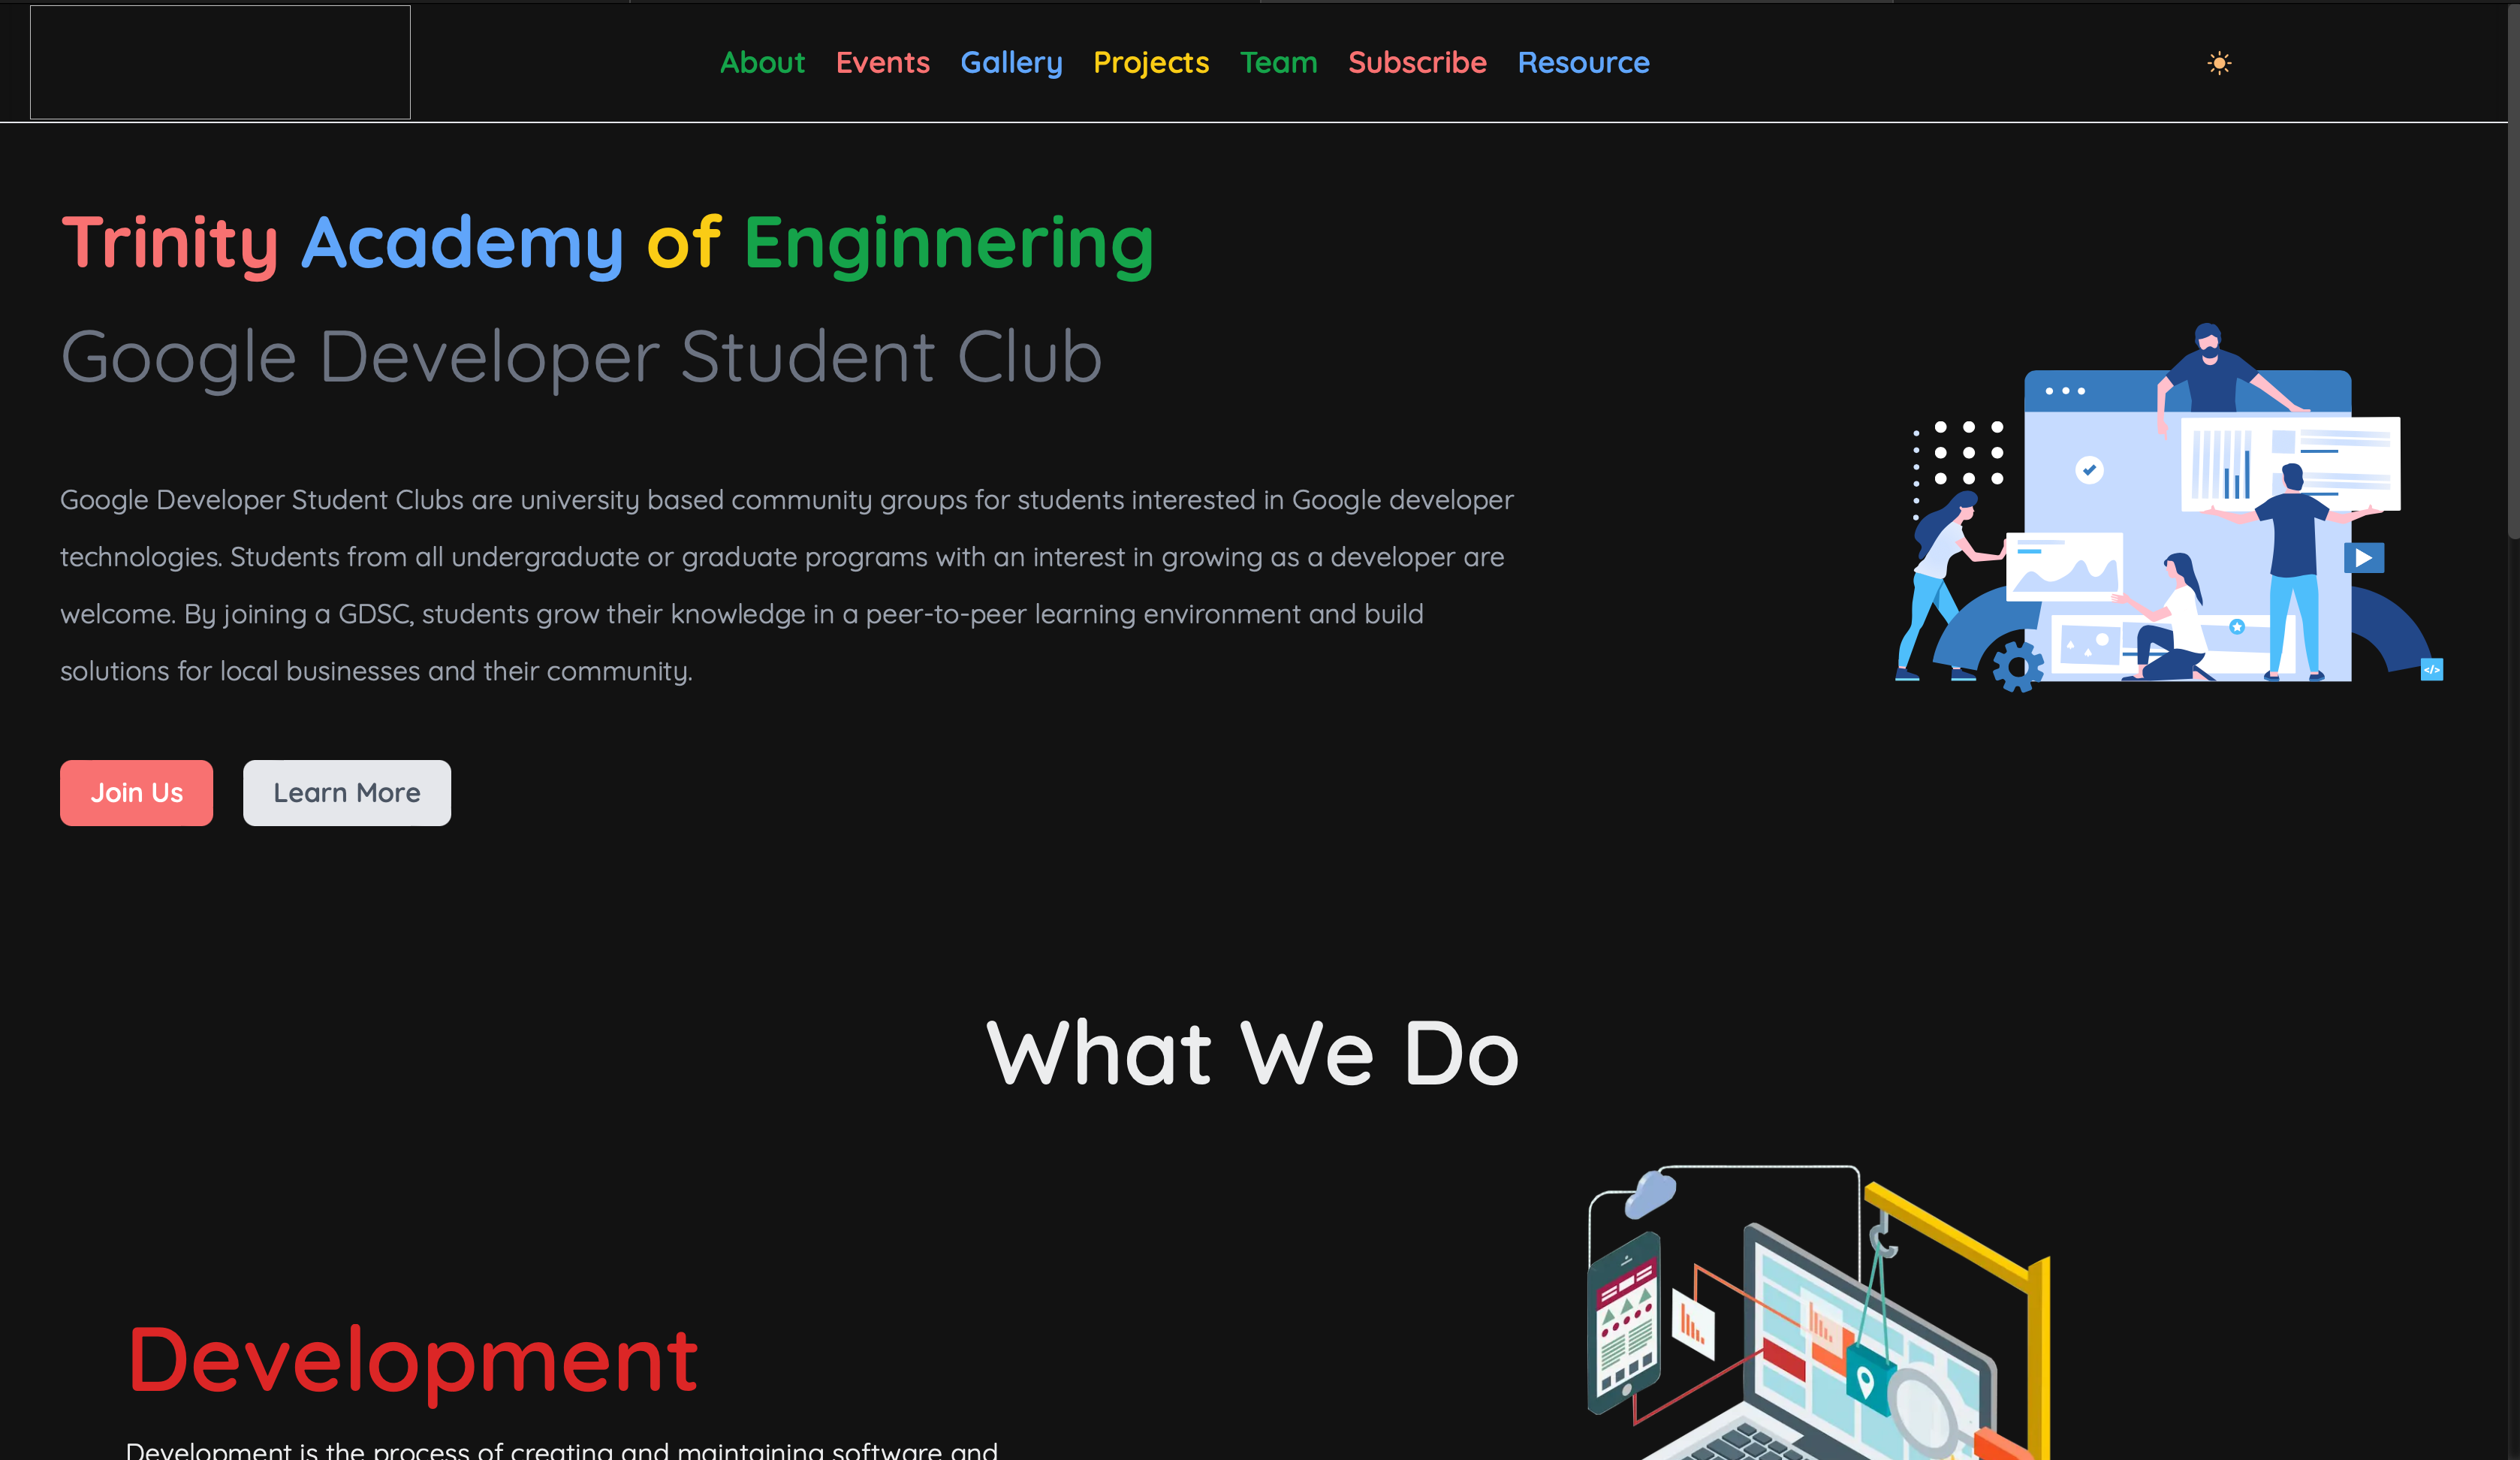 About Events Gallery Projects Team Subscribe Resource
Trinity Academy of Enginnering
Google Developer Student Club
Google Developer Student Clubs are university based community groups for students interested in Google developer
technologies. Students from all undergraduate or graduate programs with an interest in growing as a developer are
welcome. By joining a GDSC, students grow their knowledge in a peer-to-peer learning environment and build
solutions for local businesses and their community.
Join Us Learn More
What We Do
Development
Development is the process of creating and maintaining software and